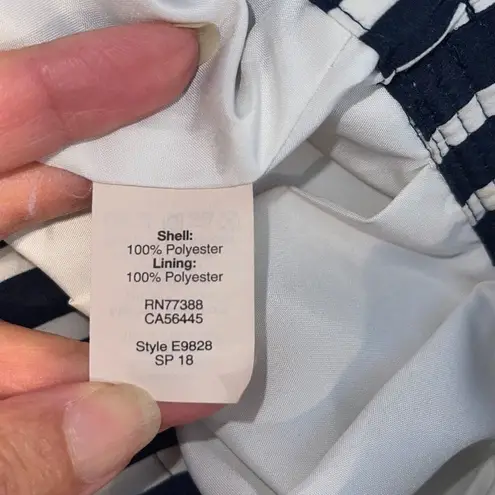 Shell:
100% Polyester
Lining:
100% Polyester
RN77388
CA56445
Style E9828
SP 18